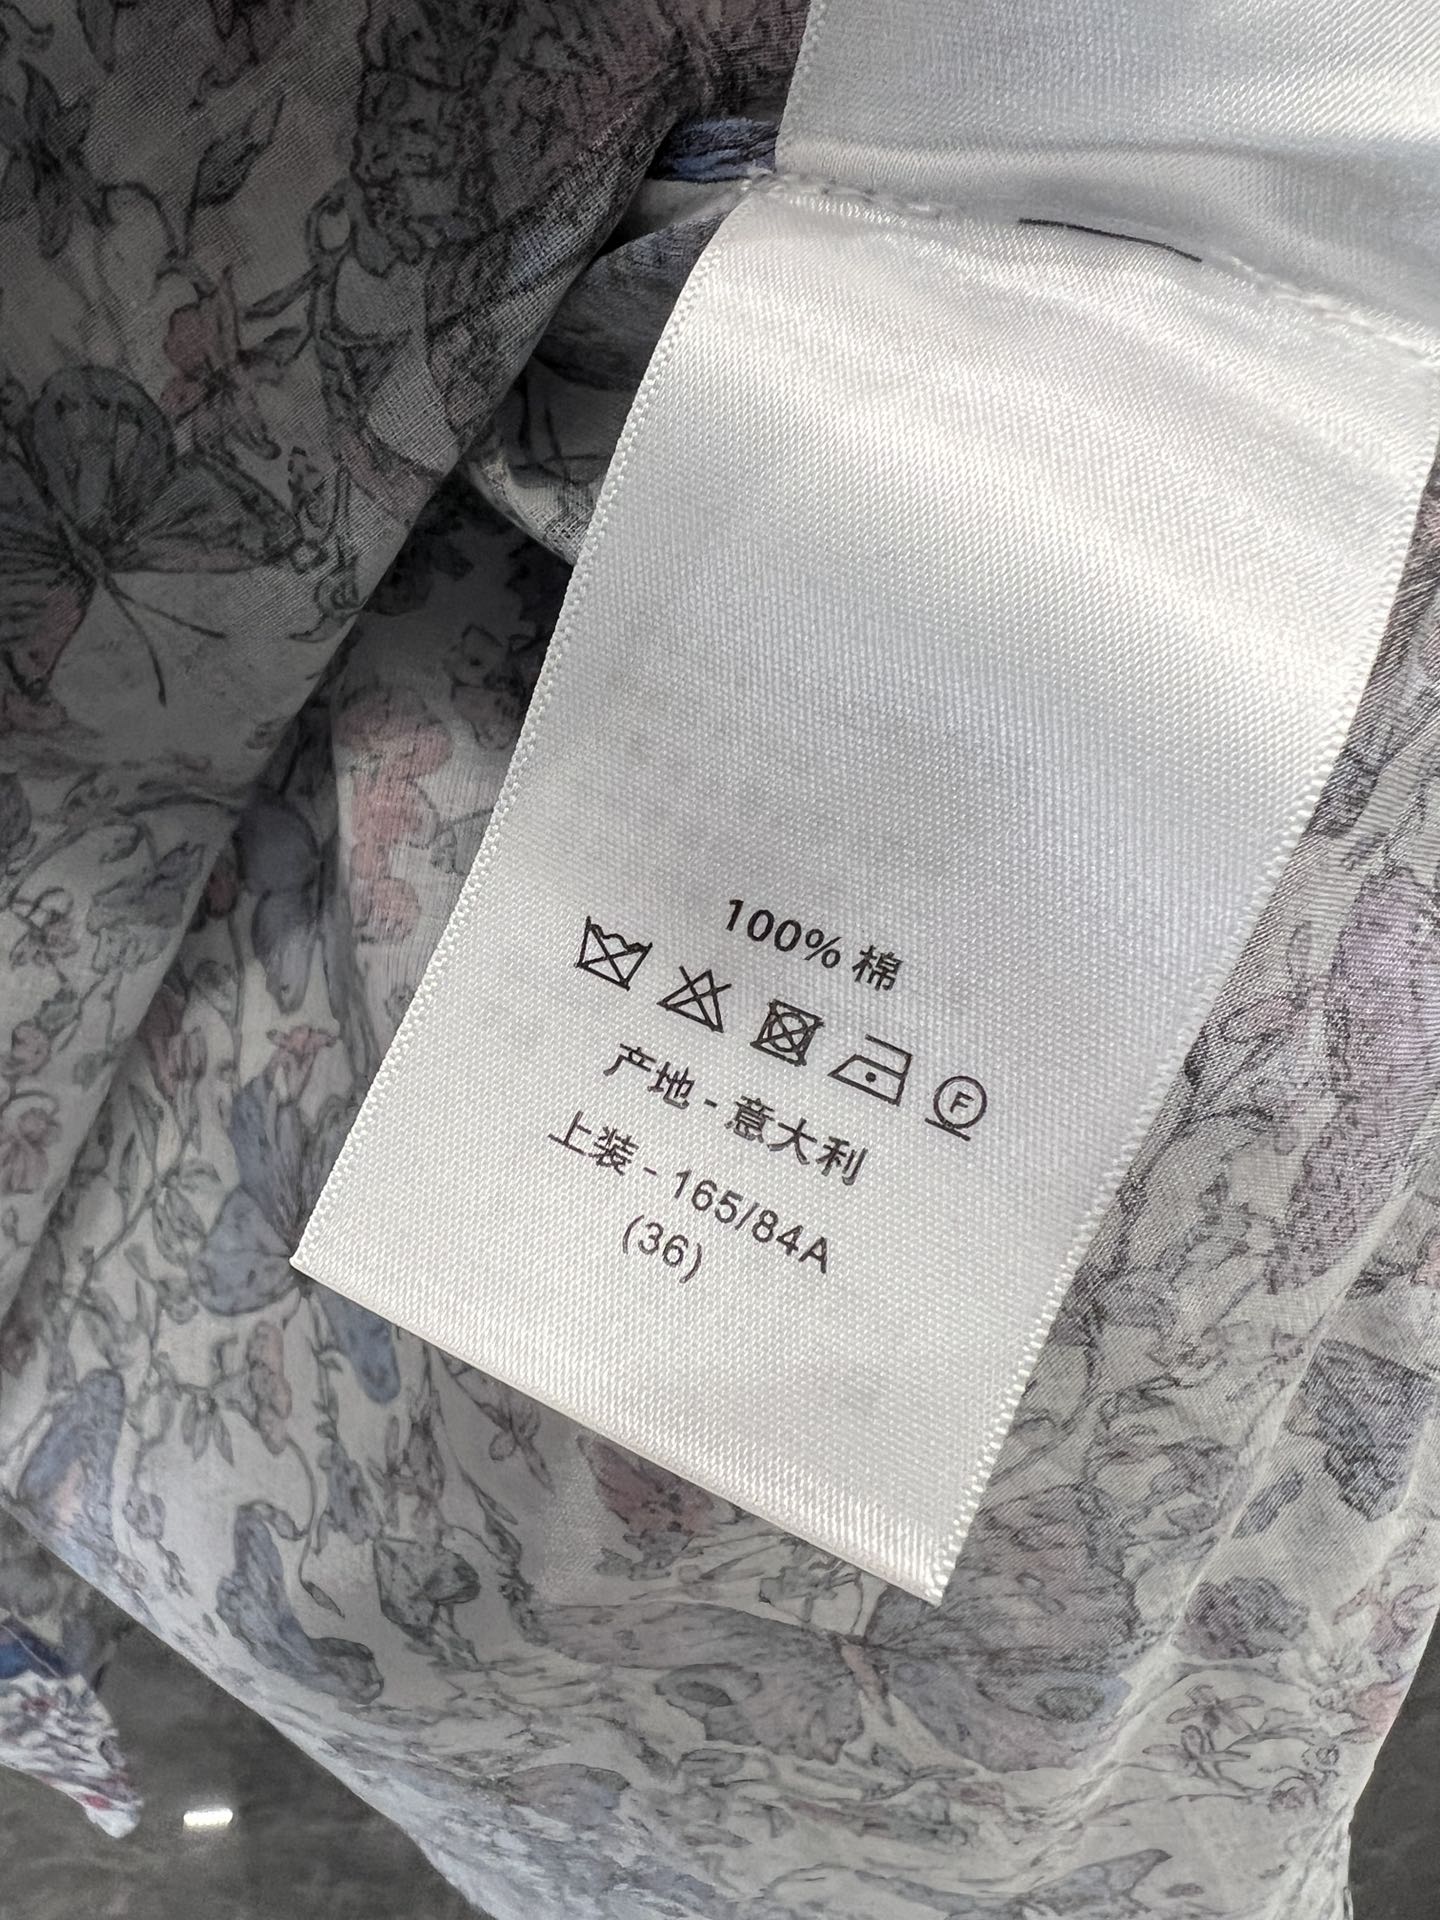 100% 棉
F
产地 - 意大利
上装 - 165/84A
(36)